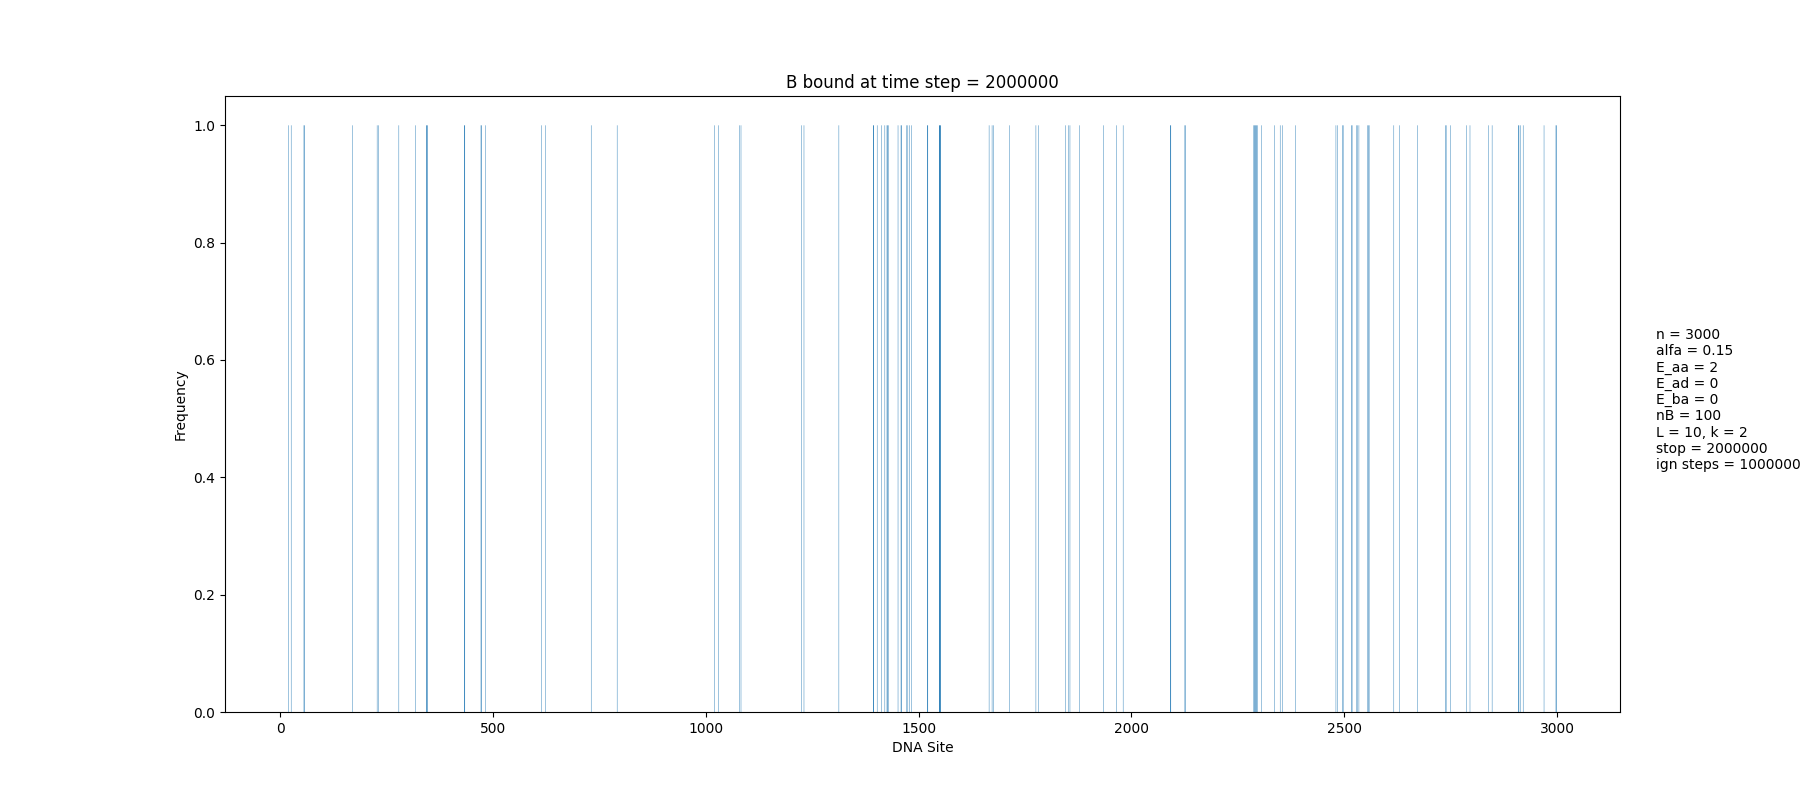 B bound at time step = 2000000
1.0
0.8
0.6
0.4
0.2
0.0
Frequency
0 500 1000 1500 2000 2500 3000
DNA Site
n = 3000
alfa = 0.15
E_aa = 2
E_ad = 0
E_ba = 0
nB = 100
L = 10, k = 2
stop = 2000000
ign steps = 1000000